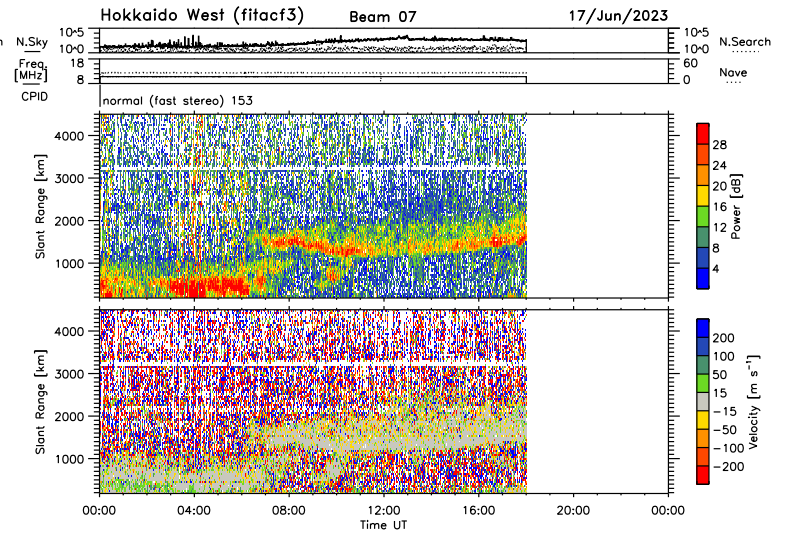 Hokkaido West (fitacf3) Beam 07 17/Jun/2023
N.Sky 10^5 10^0 10^5 10^0 N.Search
Freq. [MHz] 18 8 60 0 Nave
CPID normal (fast stereo) 153
Slant Range [km] 4000 3000 2000 1000
28 24 20 16 12 8 4 Power [dB]
Slant Range [km] 4000 3000 2000 1000
200 100 50 15 -15 -50 -100 -200 Velocity [m s⁻¹]
00:00 04:00 08:00 12:00 16:00 20:00 00:00
Time UT